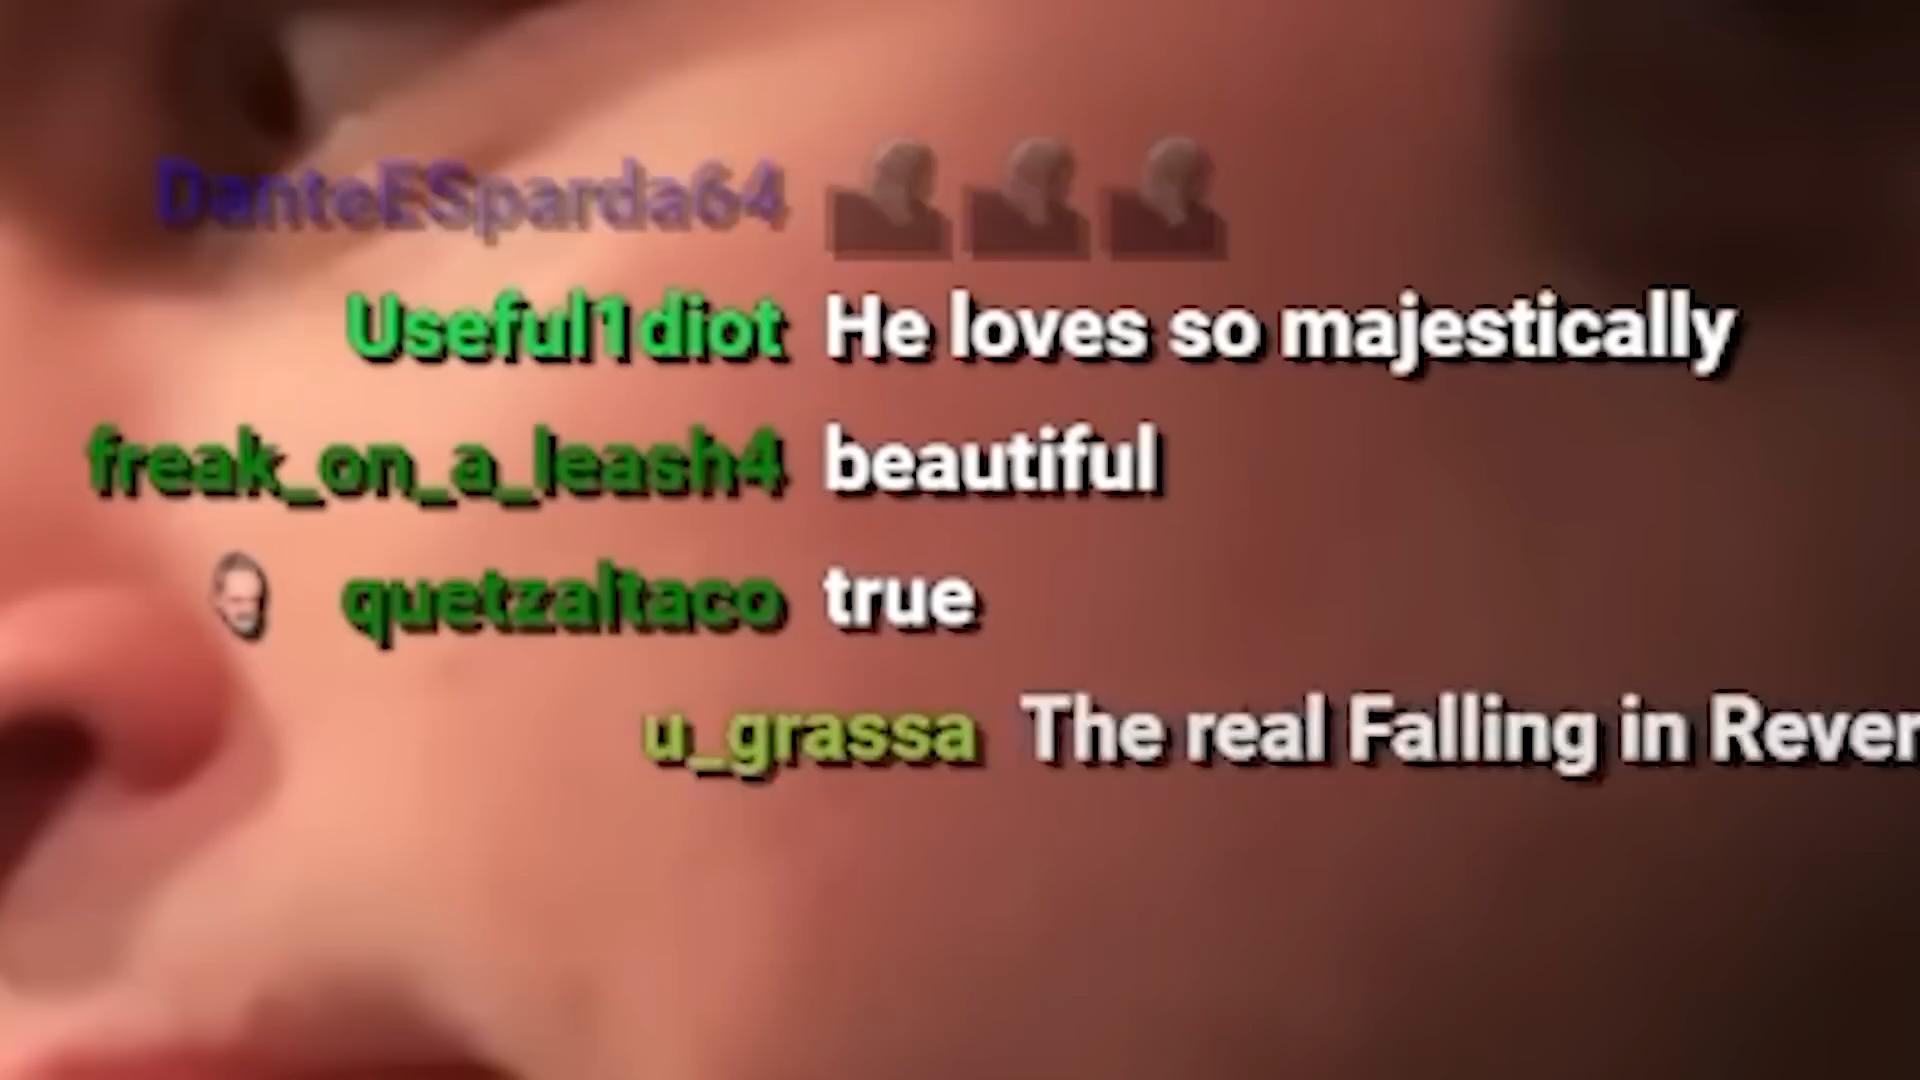 DanteESparda64
Useful1diot He loves so majestically
freak_on_a_leash4 beautiful
quetzaltaco true
u_grassa The real Falling in Rever